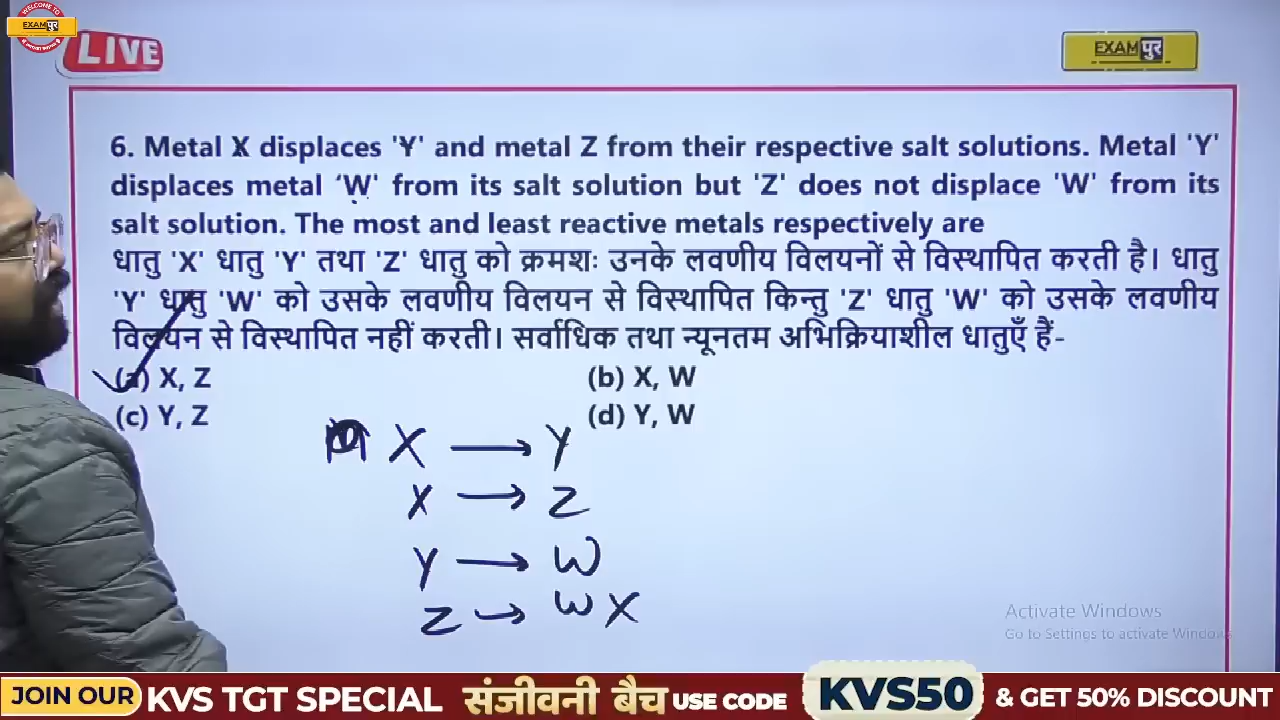 WELCOME TO
EXAMपुर
LIVE
EXAMपुर
6. Metal X displaces 'Y' and metal Z from their respective salt solutions. Metal 'Y'
displaces metal ‘W' from its salt solution but 'Z' does not displace 'W' from its
salt solution. The most and least reactive metals respectively are
धातु 'X' धातु 'Y' तथा 'Z' धातु को क्रमशः उनके लवणीय विलयनों से विस्थापित करती है। धातु
'Y' धातु 'W' को उसके लवणीय विलयन से विस्थापित किन्तु 'Z' धातु 'W' को उसके लवणीय
विलयन से विस्थापित नहीं करती। सर्वाधिक तथा न्यूनतम अभिक्रियाशील धातुएँ हैं-
(a) X, Z (b) X, W
(c) Y, Z (d) Y, W
X → Y
X → Z
Y → W
Z → W X
Activate Windows
Go to Settings to activate Windows.
JOIN OUR KVS TGT SPECIAL संजीवनी बैच USE CODE KVS50 & GET 50% DISCOUNT